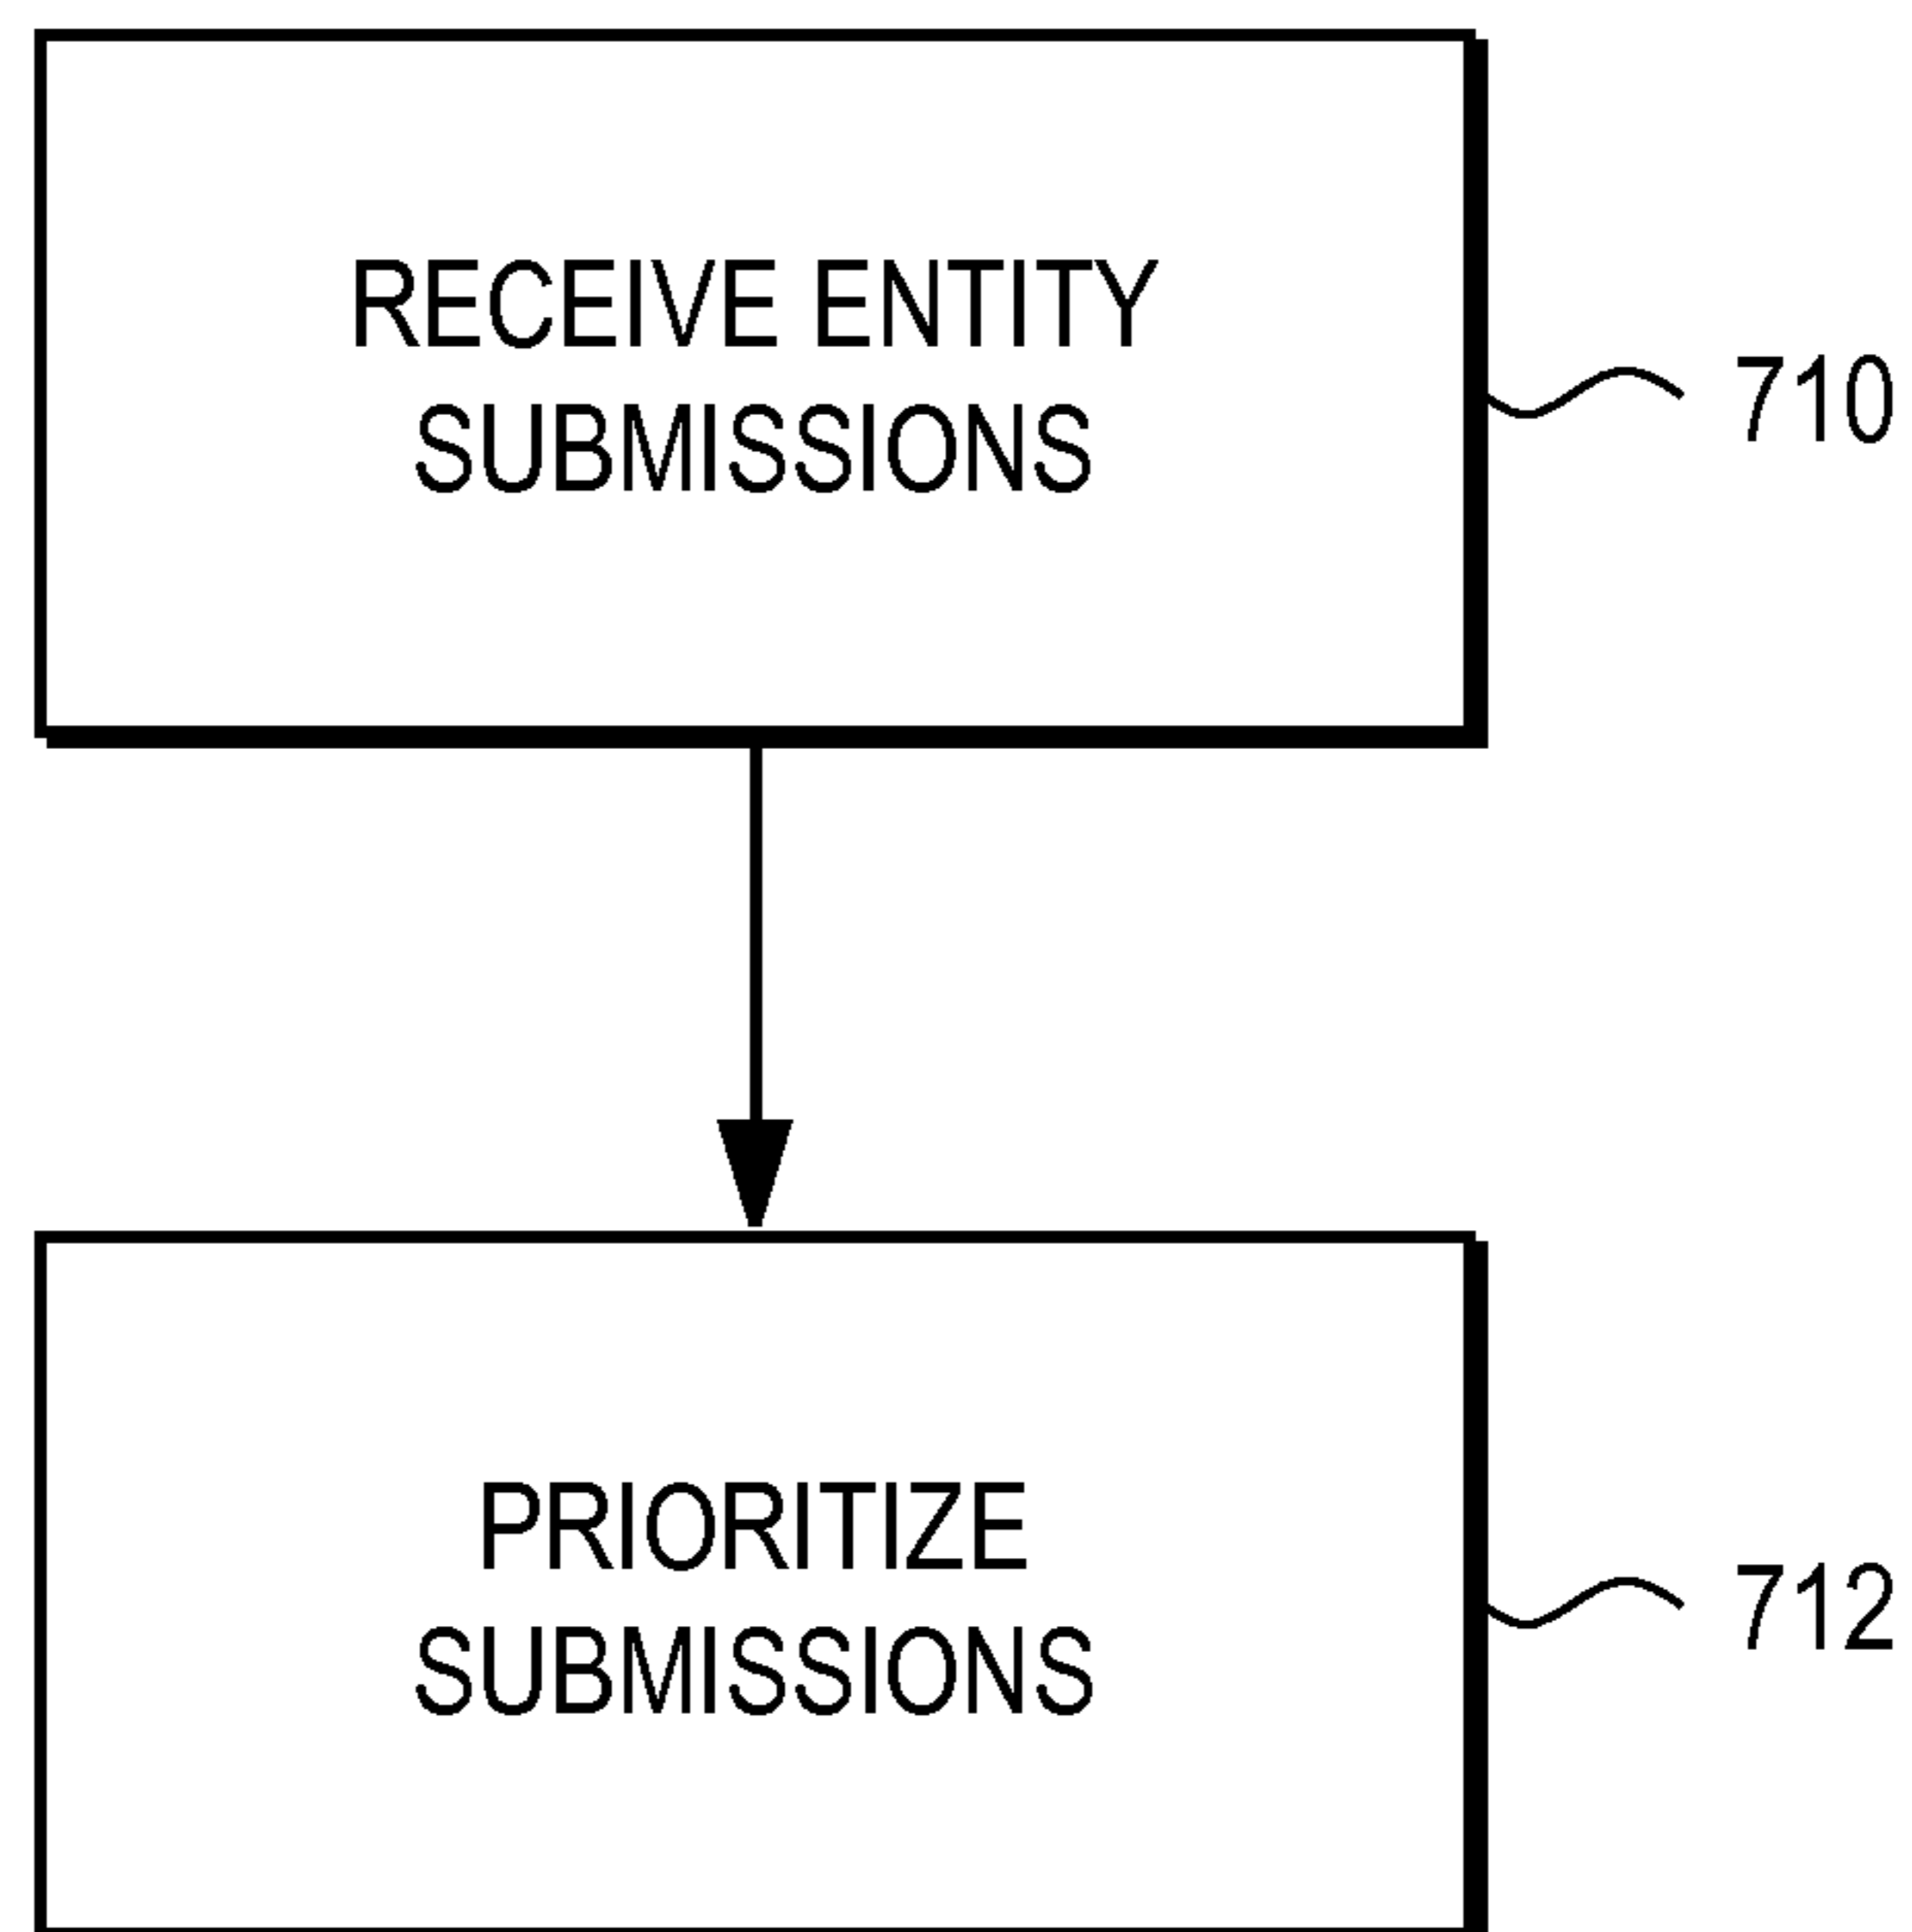 RECEIVE ENTITY
SUBMISSIONS
710
PRIORITIZE
SUBMISSIONS
712